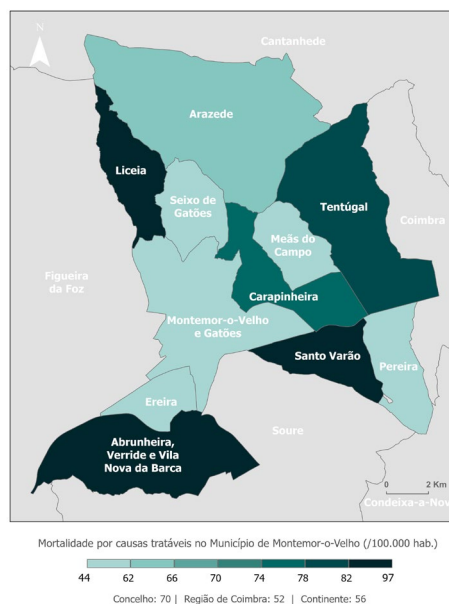 Cantanhede
N
Arazede
Liceia
Seixo de
Gatões
Tentúgal
Coimbra
Meãs do
Campo
Figueira
da Foz
Carapinheira
Montemor-o-Velho
e Gatões
Santo Varão
Pereira
Ereira
Soure
Abrunheira,
Verride e Vila
Nova da Barca
0 2 Km
Condeixa-a-Nov
Mortalidade por causas tratáveis no Município de Montemor-o-Velho (/100.000 hab.)
44 62 66 70 74 78 82 97
Concelho: 70 | Região de Coimbra: 52 | Continente: 56